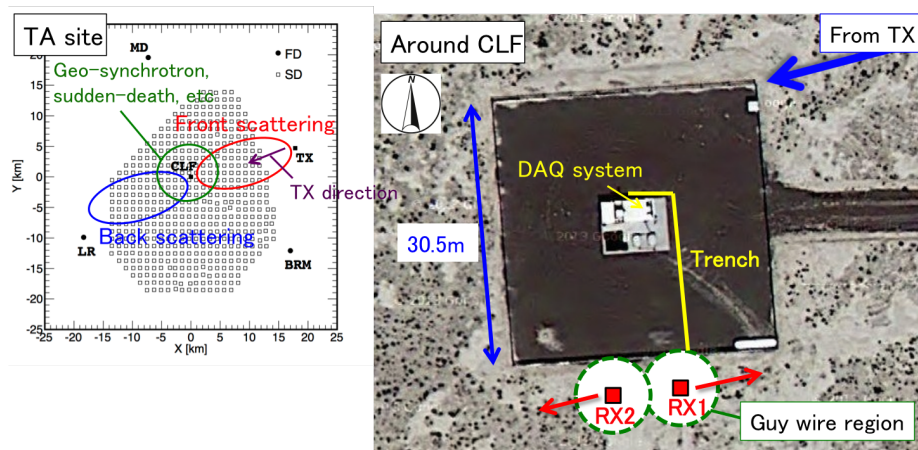 TA site
MD
FD
SD
Geo-synchrotron,
sudden-death, etc
Front scattering
CLF
TX
TX direction
Back scattering
LR
BRM
Y [km]
20
15
10
5
0
-5
-10
-15
-20
-25
-25 -20 -15 -10 -5 0 5 10 15 20 25
X [km]
Around CLF
From TX
N
DAQ system
30.5m
Trench
RX2
RX1
Guy wire region